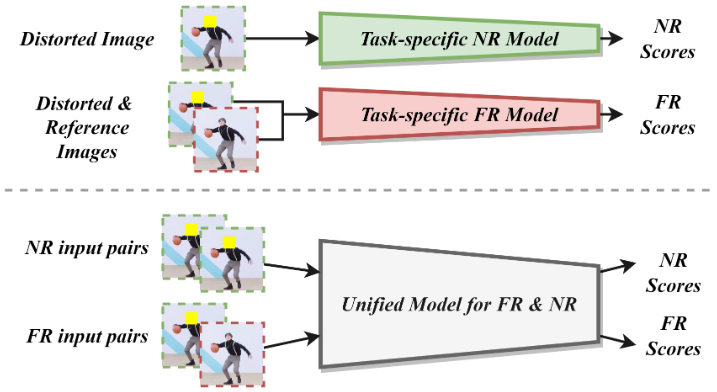 Distorted Image
Task-specific NR Model
NR
Scores
Distorted &
Reference
Images
Task-specific FR Model
FR
Scores
NR input pairs
FR input pairs
Unified Model for FR & NR
NR
Scores
FR
Scores